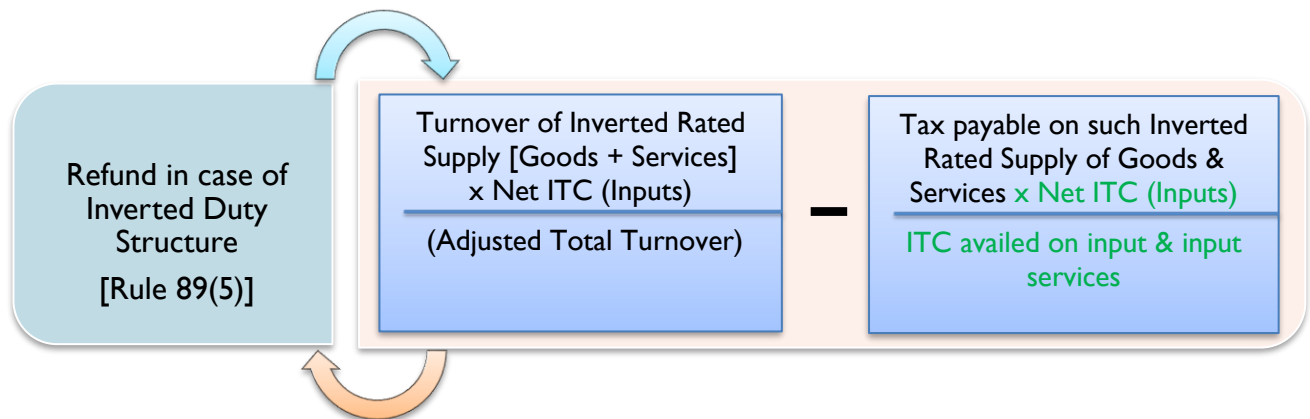 Refund in case of
Inverted Duty
Structure
[Rule 89(5)]
Turnover of Inverted Rated
Supply [Goods + Services]
x Net ITC (Inputs)
(Adjusted Total Turnover)
–
Tax payable on such Inverted
Rated Supply of Goods &
Services x Net ITC (Inputs)
ITC availed on input & input
services